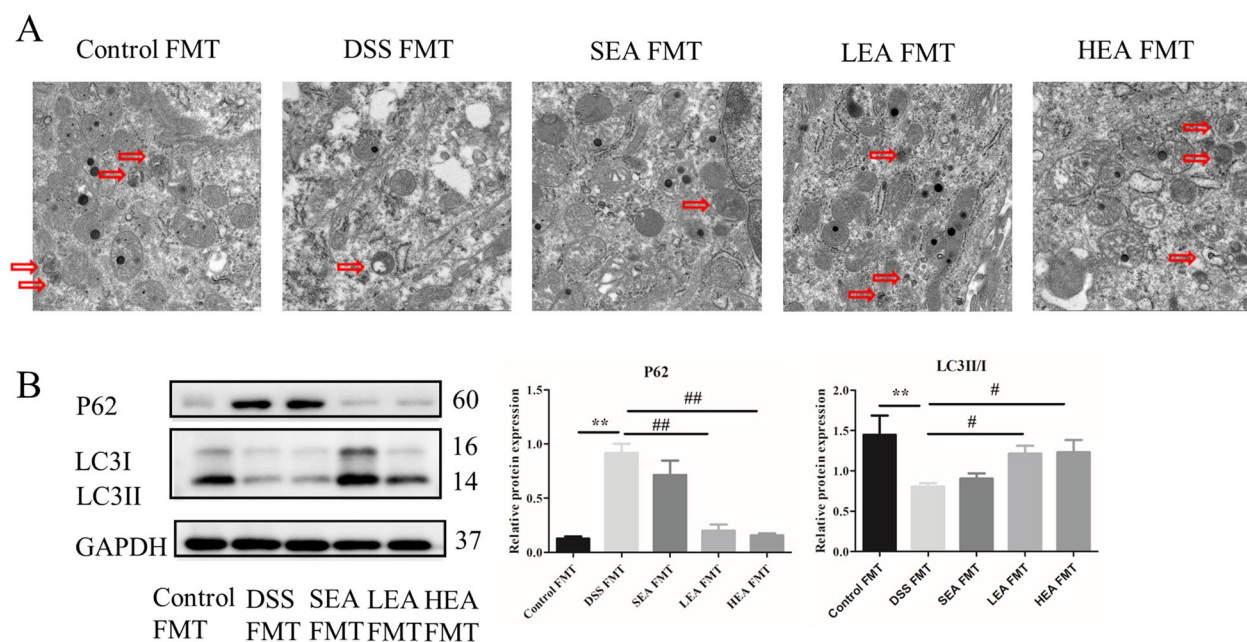 A
Control FMT DSS FMT SEA FMT LEA FMT HEA FMT
B
P62 60
LC3I 16
LC3II 14
GAPDH 37
Control DSS SEA LEA HEA
FMT FMT FMT FMT FMT
P62
Relative protein expression
1.5
1.0
0.5
0.0
**
##
##
Control FMT
DSS FMT
SEA FMT
LEA FMT
HEA FMT
LC3II/I
Relative protein expression
2.0
1.5
1.0
0.5
0.0
**
#
#
Control FMT
DSS FMT
SEA FMT
LEA FMT
HEA FMT